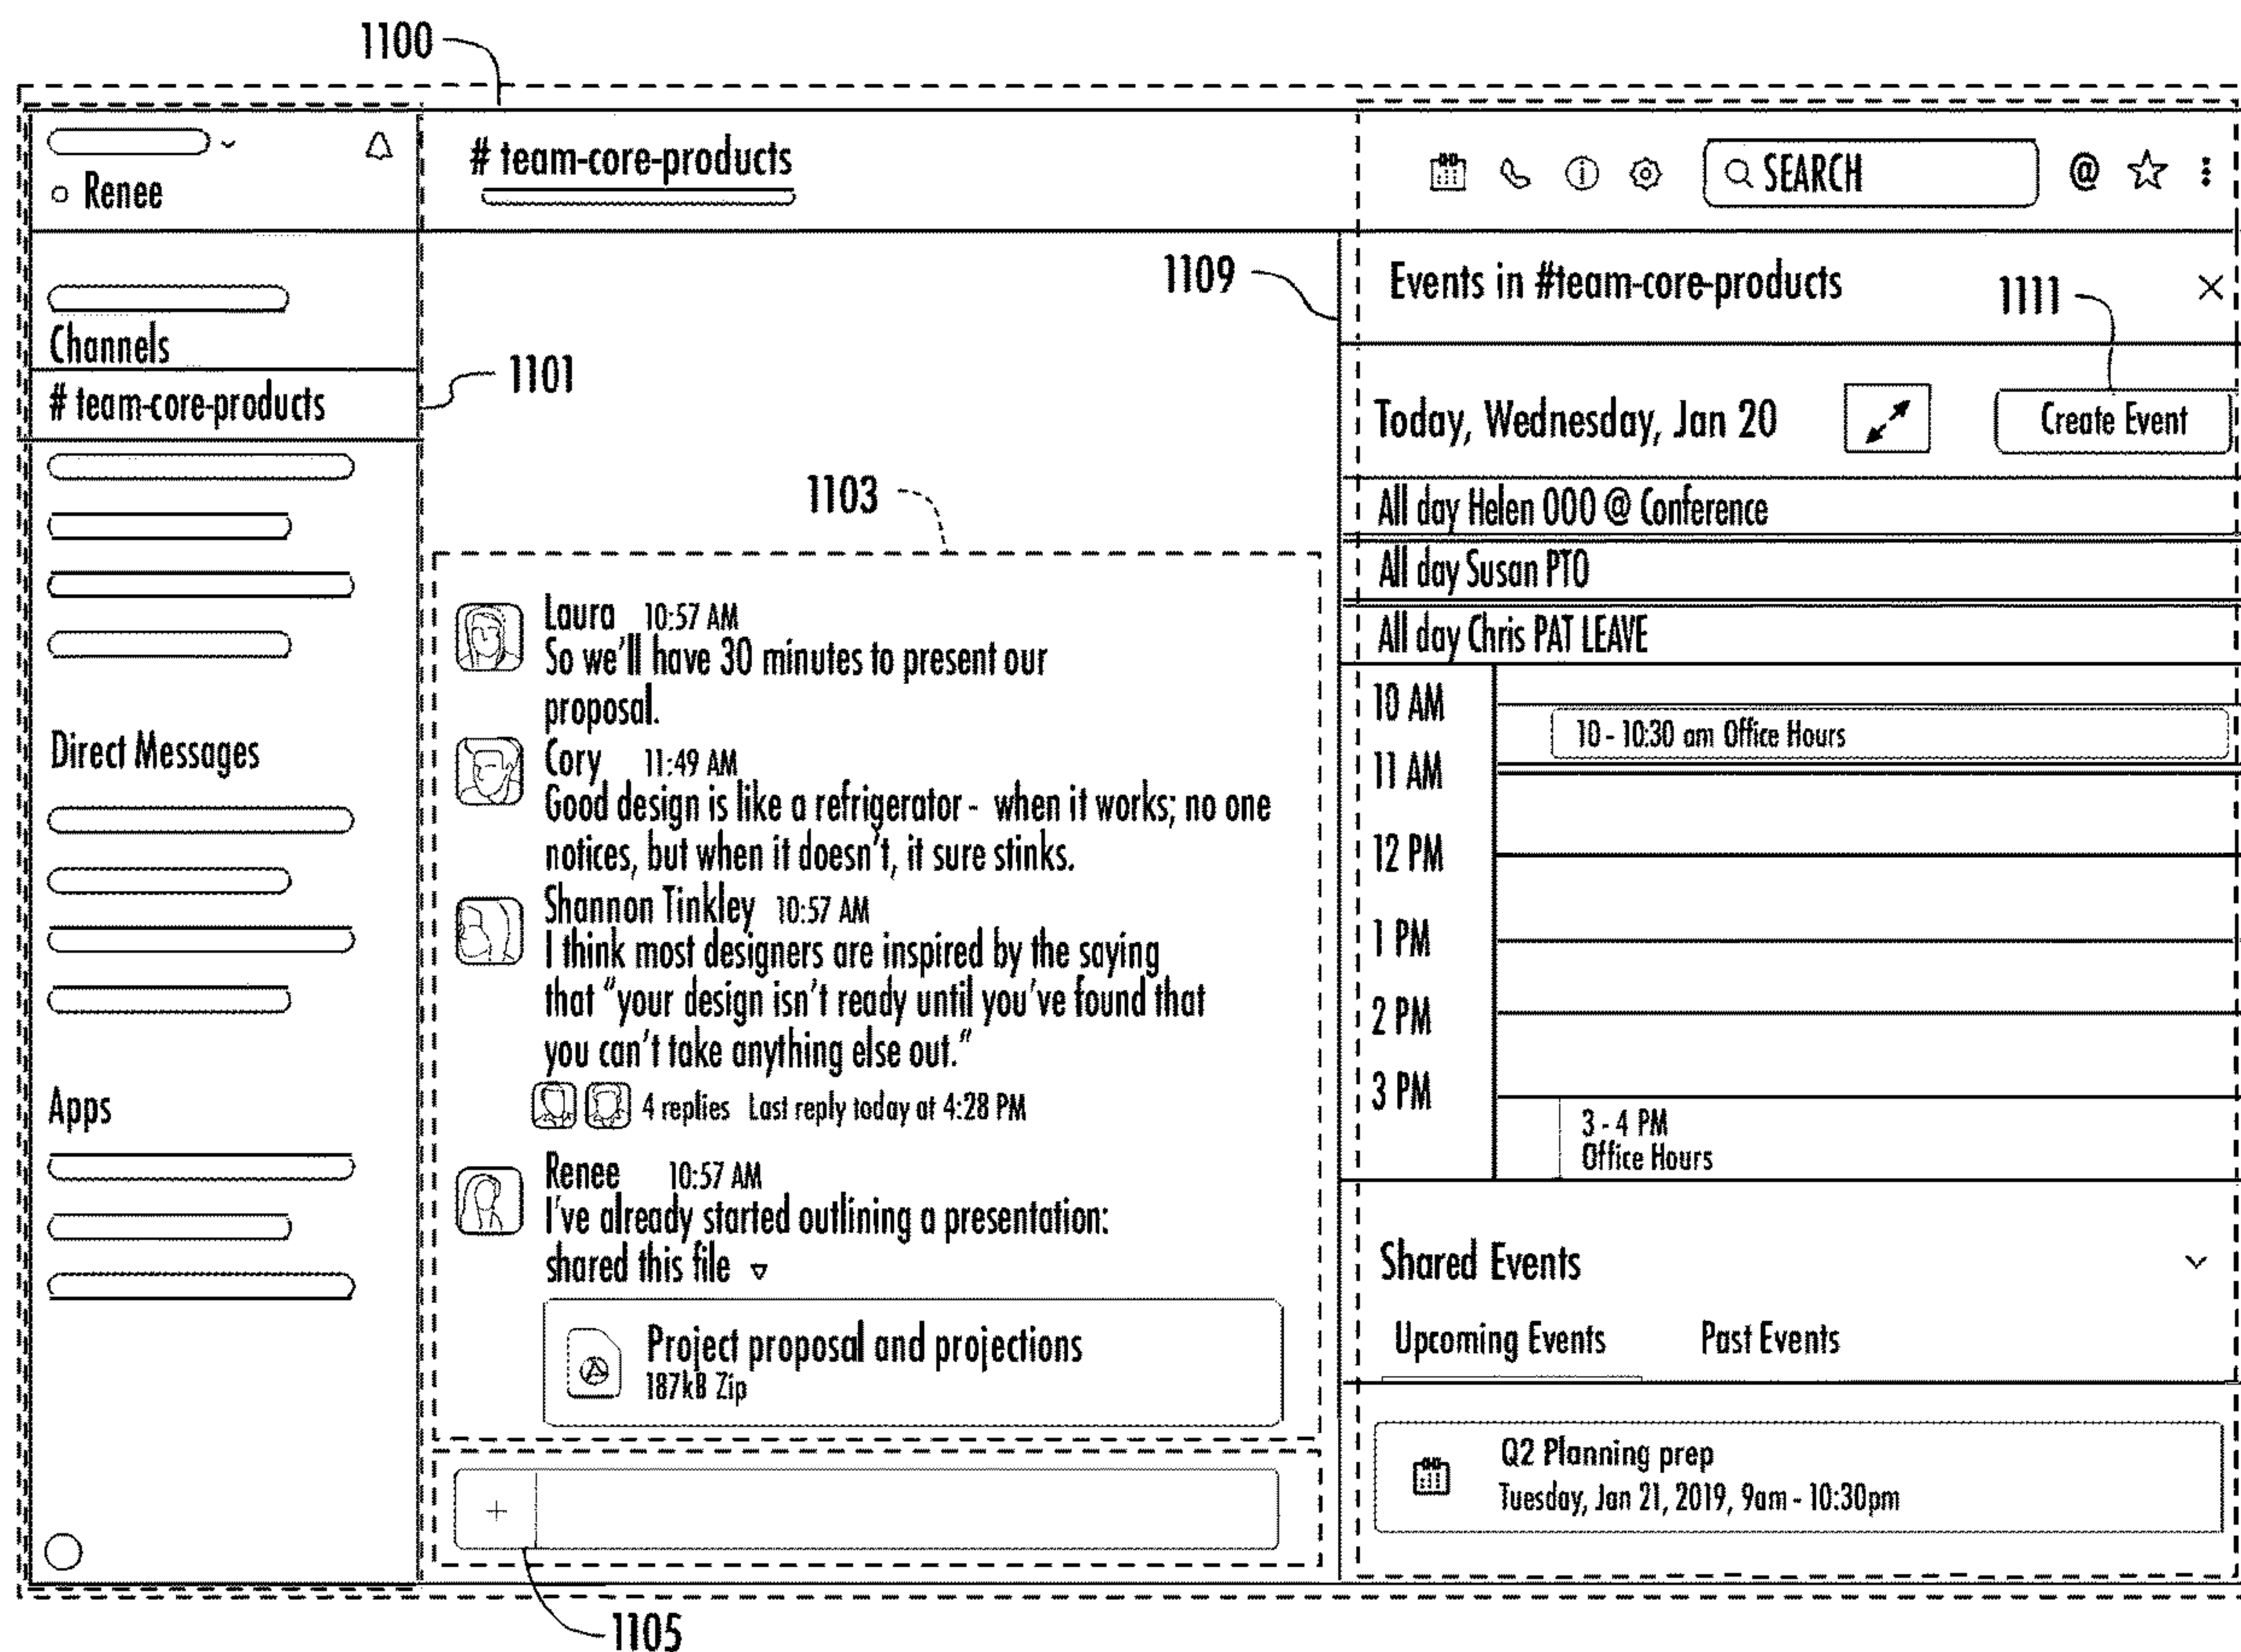 1100
Renee
# team-core-products
SEARCH
@
Channels
# team-core-products
Direct Messages
Apps
1101
1103
Laura 10:57 AM
So we'll have 30 minutes to present our
proposal.
Cory 11:49 AM
Good design is like a refrigerator - when it works; no one
notices, but when it doesn't, it sure stinks.
Shannon Tinkley 10:57 AM
I think most designers are inspired by the saying
that "your design isn't ready until you've found that
you can't take anything else out."
4 replies Last reply today at 4:28 PM
Renee 10:57 AM
I've already started outlining a presentation:
shared this file
Project proposal and projections
187kB Zip
+
1105
1109
Events in #team-core-products
1111
Today, Wednesday, Jan 20
Create Event
All day Helen OOO @ Conference
All day Susan PTO
All day Chris PAT LEAVE
10 AM
10 - 10:30 am Office Hours
11 AM
12 PM
1 PM
2 PM
3 PM
3 - 4 PM
Office Hours
Shared Events
Upcoming Events Past Events
Q2 Planning prep
Tuesday, Jan 21, 2019, 9am - 10:30pm